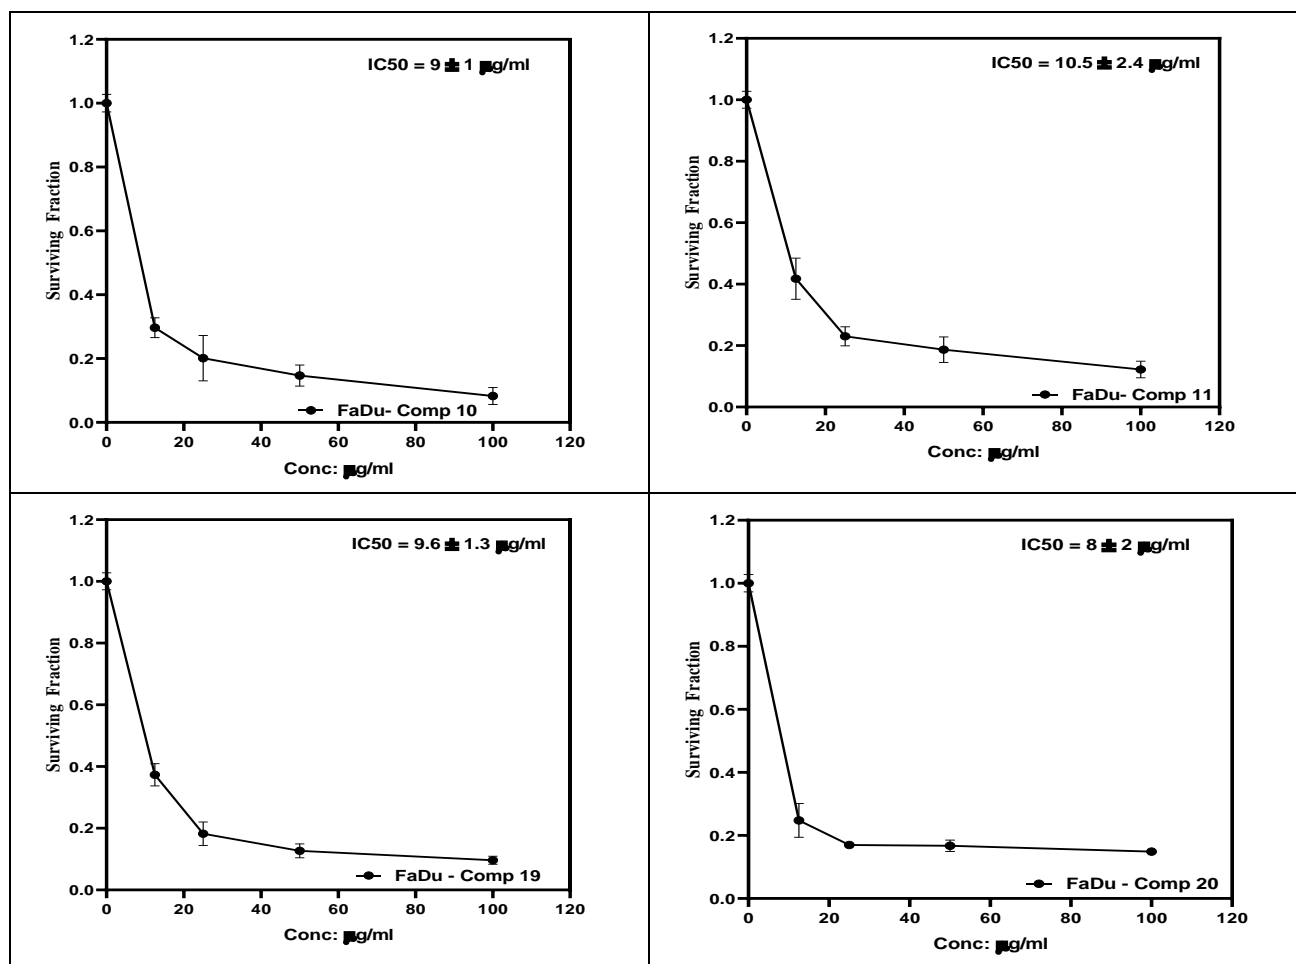 1.2
IC50 = 9 ± 1 µg/ml
1.0
0.8
0.6
0.4
0.2
0.0
Surviving Fraction
FaDu- Comp 10
0 20 40 60 80 100 120
Conc: µg/ml
1.2
IC50 = 10.5 ± 2.4 µg/ml
1.0
0.8
0.6
0.4
0.2
0.0
Surviving Fraction
FaDu- Comp 11
0 20 40 60 80 100 120
Conc: µg/ml
1.2
IC50 = 9.6 ± 1.3 µg/ml
1.0
0.8
0.6
0.4
0.2
0.0
Surviving Fraction
FaDu - Comp 19
0 20 40 60 80 100 120
Conc: µg/ml
1.2
IC50 = 8 ± 2 µg/ml
1.0
0.8
0.6
0.4
0.2
0.0
Surviving Fraction
FaDu - Comp 20
0 20 40 60 80 100 120
Conc: µg/ml